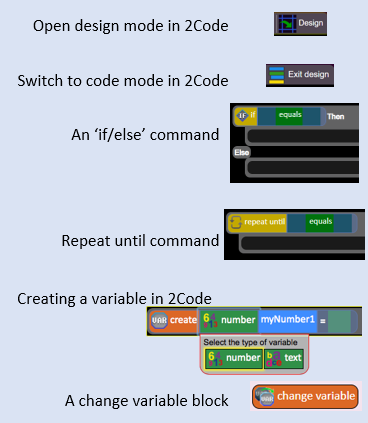 Open design mode in 2Code
Design
Switch to code mode in 2Code
Exit design
An ‘if/else’ command
IF if equals Then
Else
Repeat until command
repeat until equals
Creating a variable in 2Code
VAR create number myNumber1 =
Select the type of variable
number text
A change variable block
VAR change variable